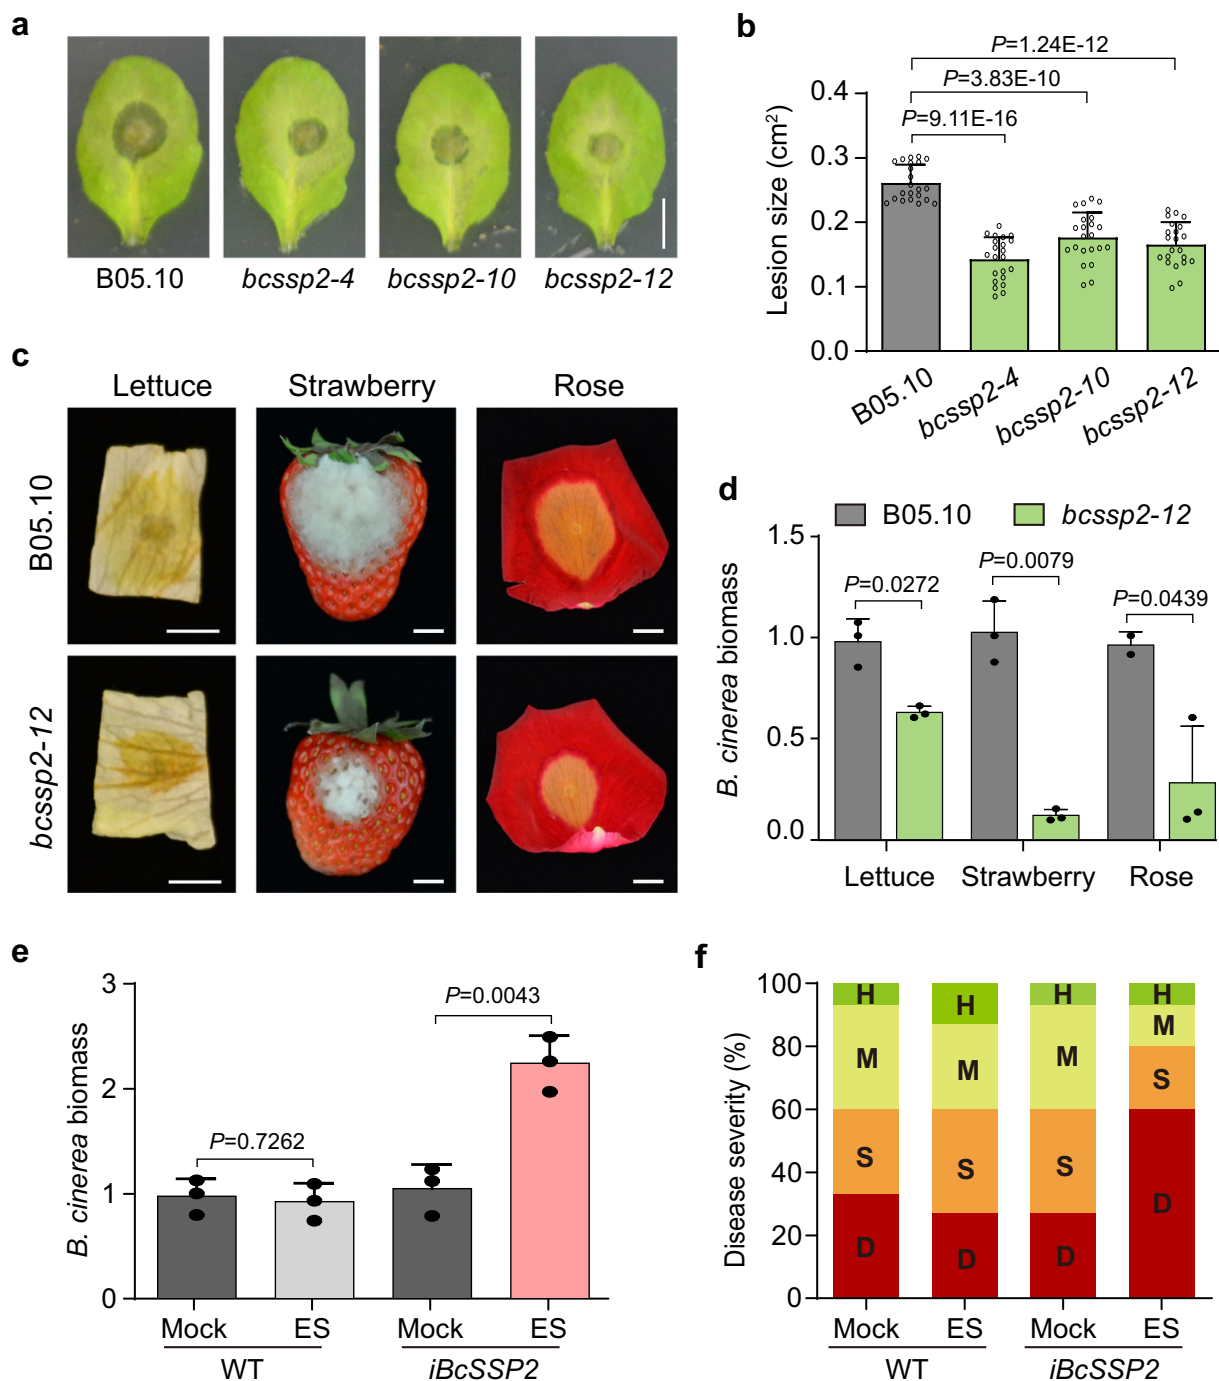 a
B05.10
bcssp2-4
bcssp2-10
bcssp2-12
b
P=1.24E-12
P=3.83E-10
P=9.11E-16
Lesion size (cm²)
0.4
0.3
0.2
0.1
0.0
B05.10
bcssp2-4
bcssp2-10
bcssp2-12
c
Lettuce Strawberry Rose
B05.10
bcssp2-12
d
B05.10 bcssp2-12
B. cinerea biomass
1.5
1.0
0.5
0.0
P=0.0272
P=0.0079
P=0.0439
Lettuce Strawberry Rose
e
B. cinerea biomass
3
2
1
0
P=0.7262
P=0.0043
Mock ES Mock ES
WT iBcSSP2
f
Disease severity (%)
100
80
60
40
20
0
H H H H
M M M M
S S S S
D D D D
Mock ES Mock ES
WT iBcSSP2